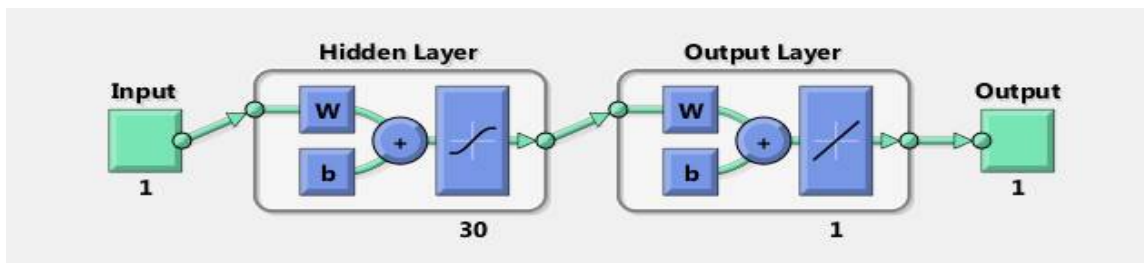 Hidden Layer
Output Layer
Input
Output
W
W
+
+
b
b
1
1
30
1